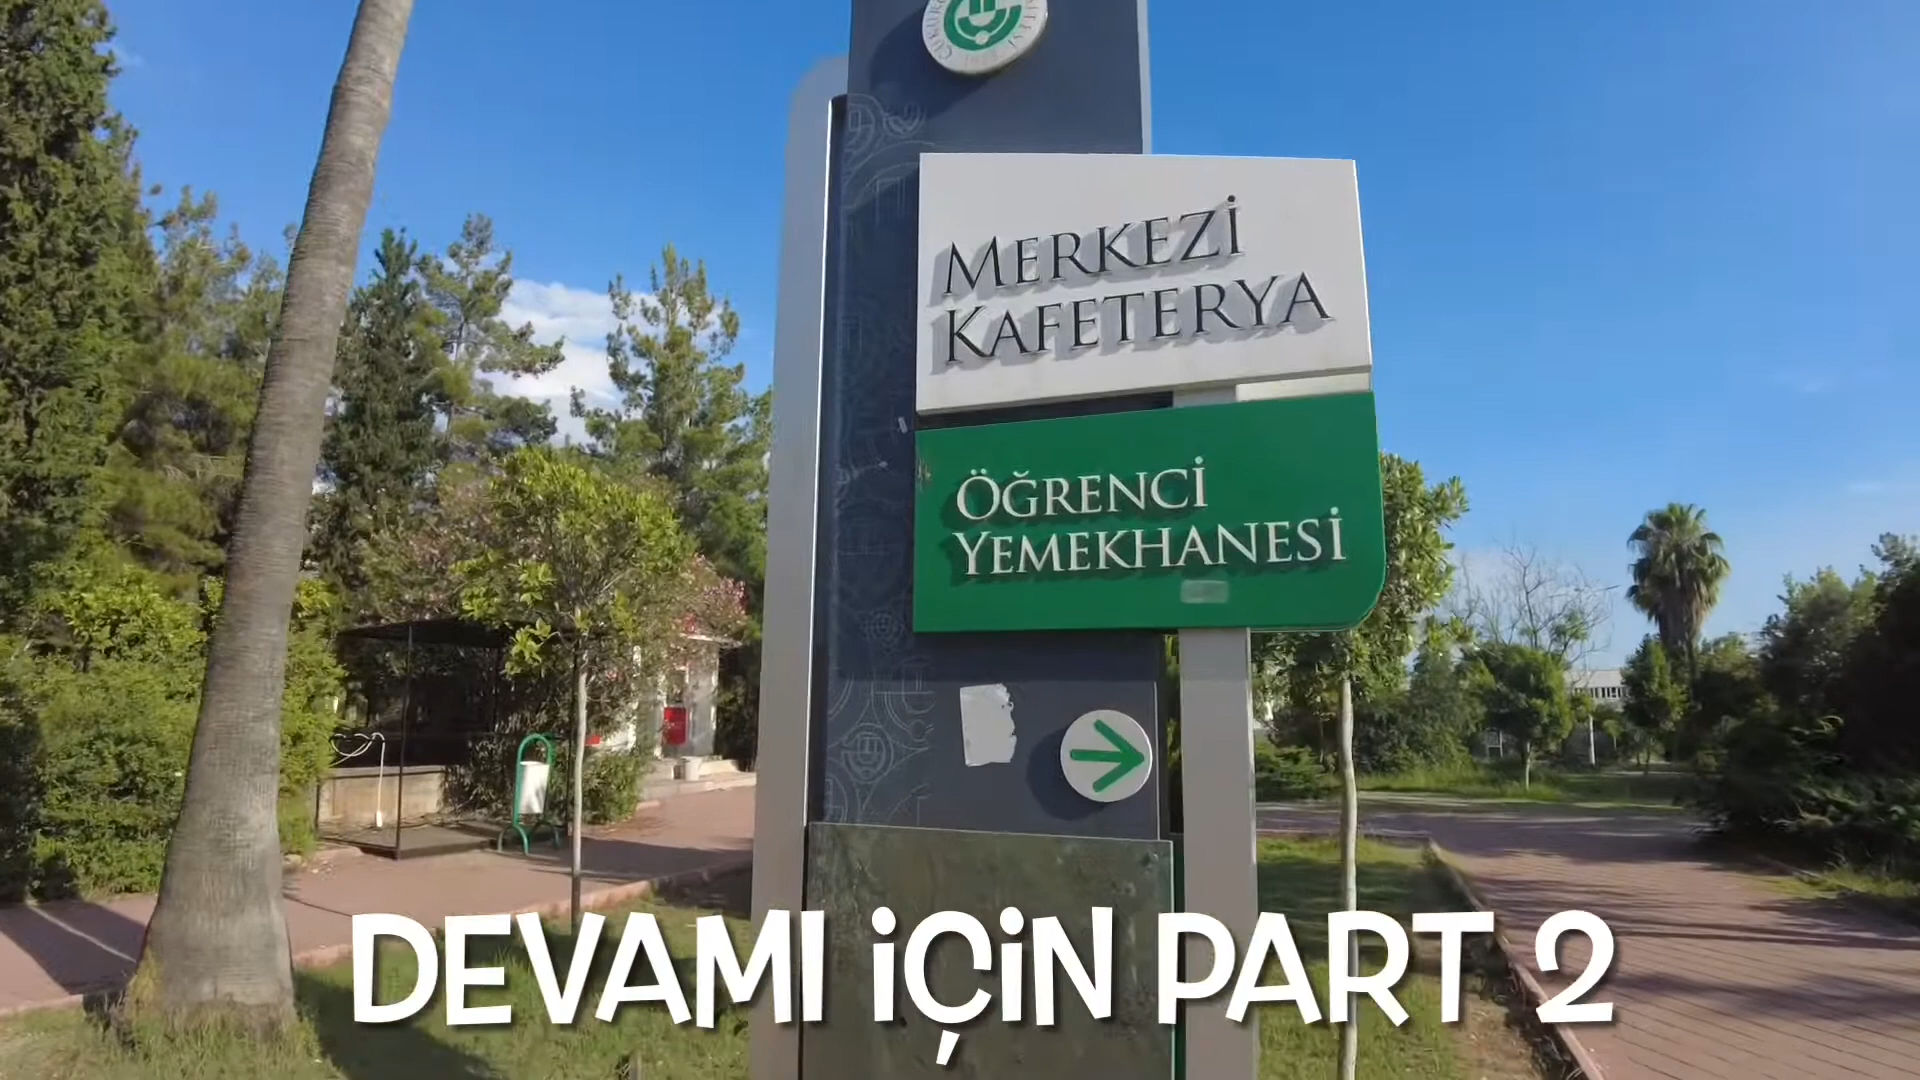 MERKEZİ
KAFETERYA
ÖĞRENCİ
YEMEKHANESİ
DEVAMI İÇİN PART 2